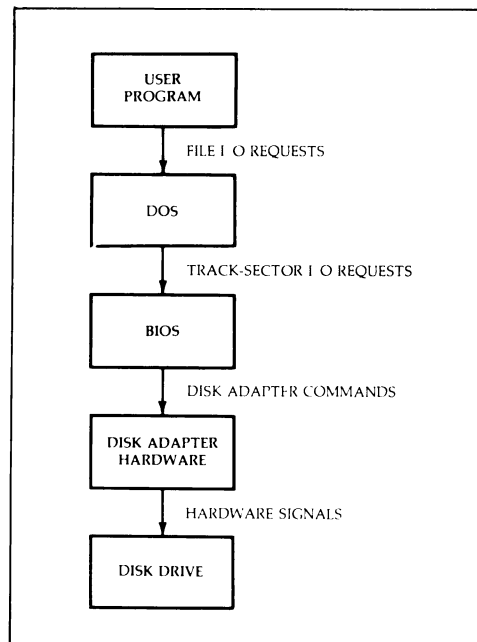 USER
PROGRAM
FILE I O REQUESTS
DOS
TRACK-SECTOR I O REQUESTS
BIOS
DISK ADAPTER COMMANDS
DISK ADAPTER
HARDWARE
HARDWARE SIGNALS
DISK DRIVE